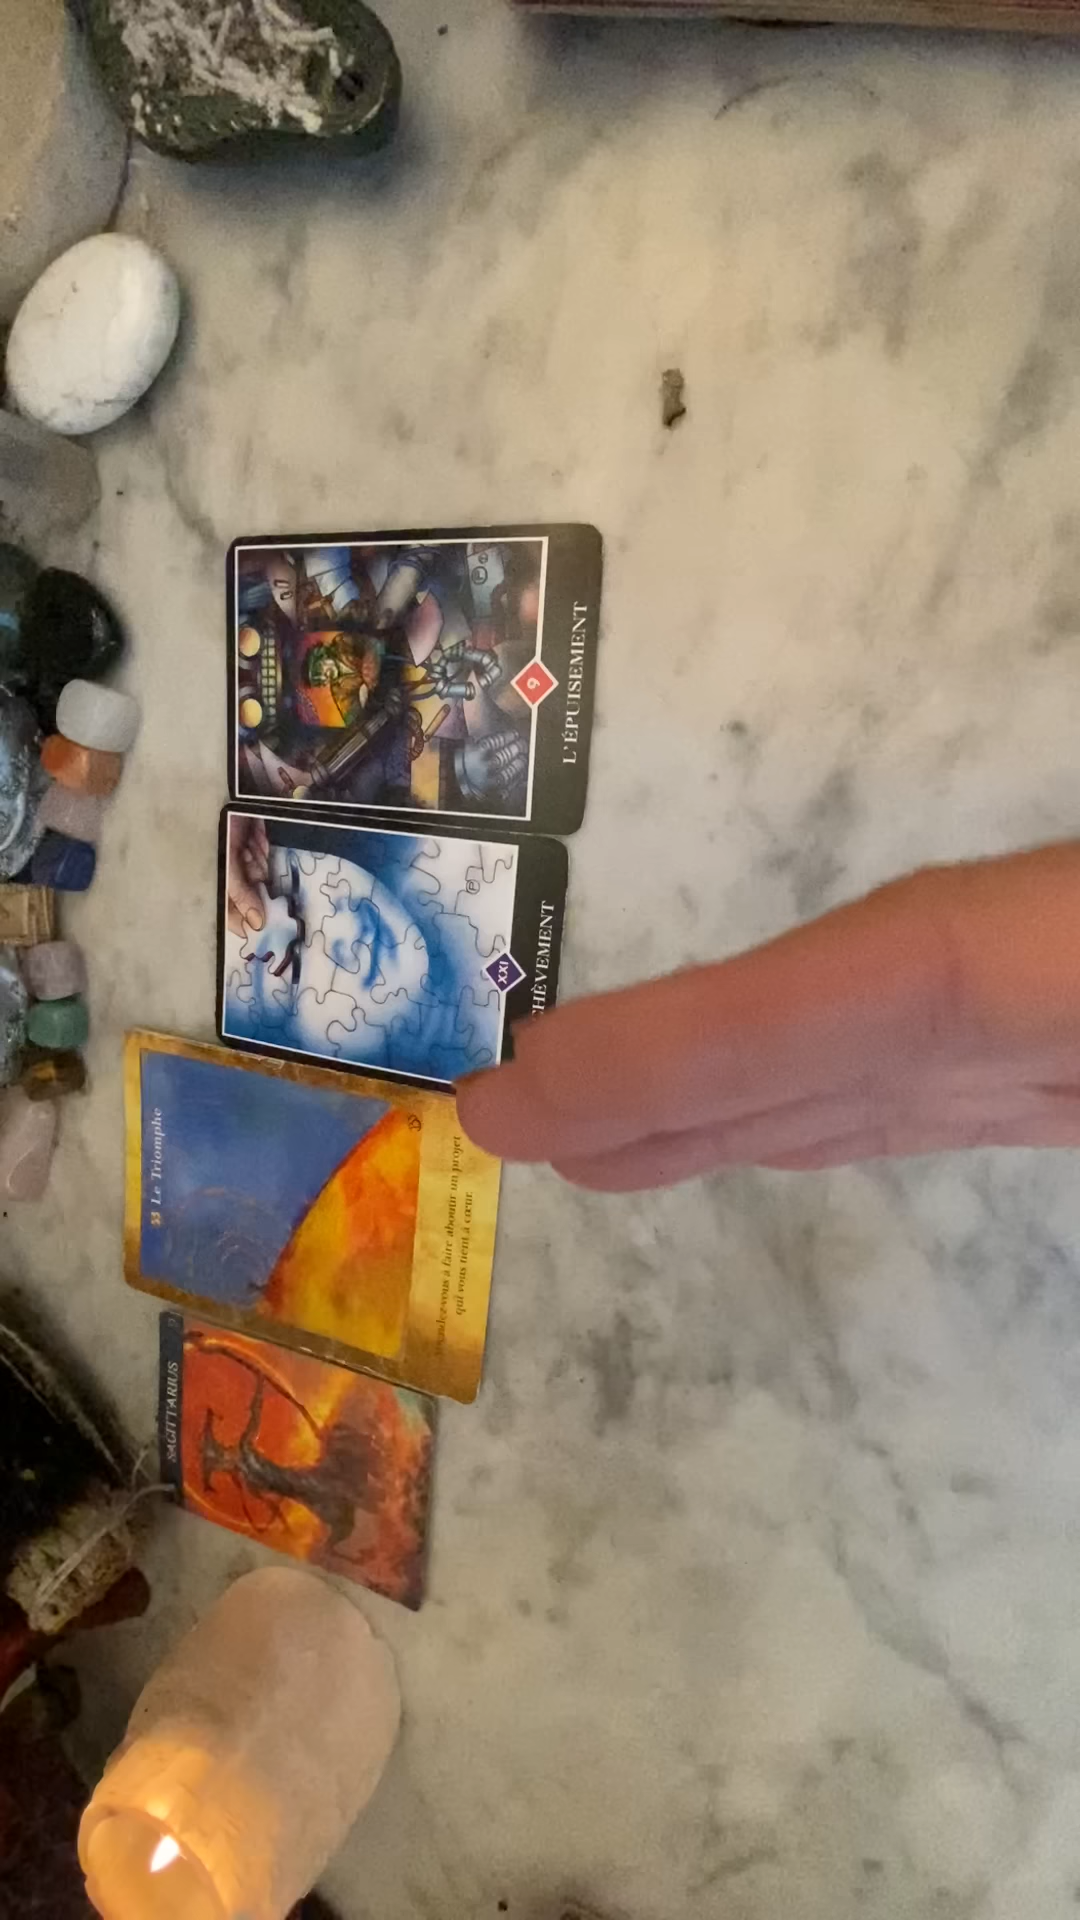 SAGITTARIUS
33 Le Triomphe
à faire aboutir un projet
qui vous tient à cœur.
XXI
CHÈVEMENT
9
L'ÉPUISEMENT